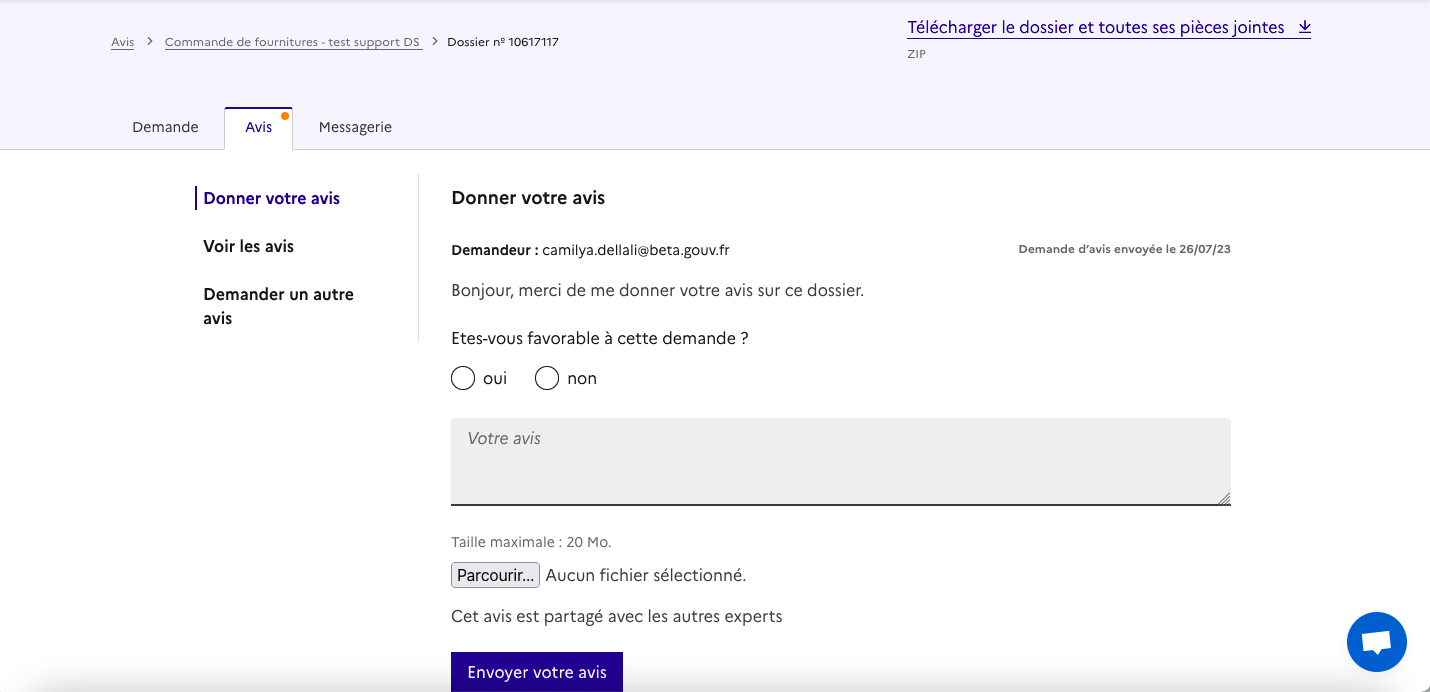 Avis > Commande de fournitures - test support DS > Dossier nº 10617117
Télécharger le dossier et toutes ses pièces jointes
ZIP
Demande
Avis
Messagerie
Donner votre avis
Voir les avis
Demander un autre
avis
Donner votre avis
Demandeur : camilya.dellali@beta.gouv.fr
Demande d’avis envoyée le 26/07/23
Bonjour, merci de me donner votre avis sur ce dossier.
Etes-vous favorable à cette demande ?
oui
non
Votre avis
Taille maximale : 20 Mo.
Parcourir... Aucun fichier sélectionné.
Cet avis est partagé avec les autres experts
Envoyer votre avis